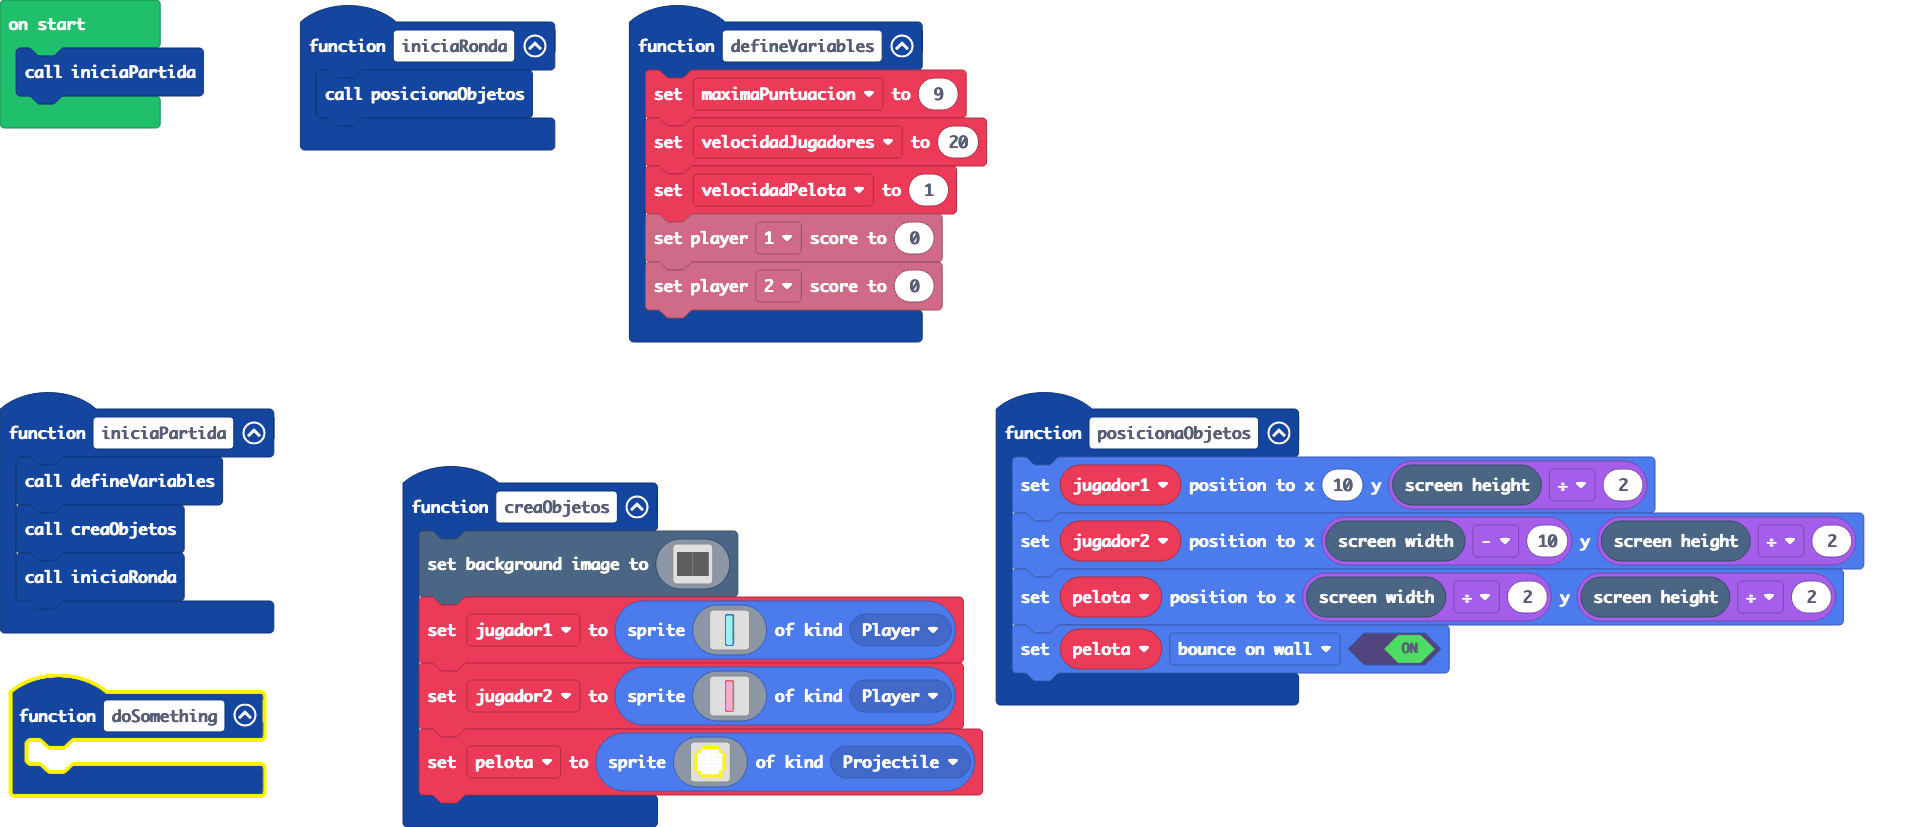 on start
call iniciaPartida
function iniciaRonda
call posicionaObjetos
function defineVariables
set maximaPuntuacion to 9
set velocidadJugadores to 20
set velocidadPelota to 1
set player 1 score to 0
set player 2 score to 0
function iniciaPartida
call defineVariables
call creaObjetos
call iniciaRonda
function doSomething
function creaObjetos
set background image to
set jugador1 to sprite of kind Player
set jugador2 to sprite of kind Player
set pelota to sprite of kind Projectile
function posicionaObjetos
set jugador1 position to x 10 y screen height ÷ 2
set jugador2 position to x screen width - 10 y screen height ÷ 2
set pelota position to x screen width ÷ 2 y screen height ÷ 2
set pelota bounce on wall ON